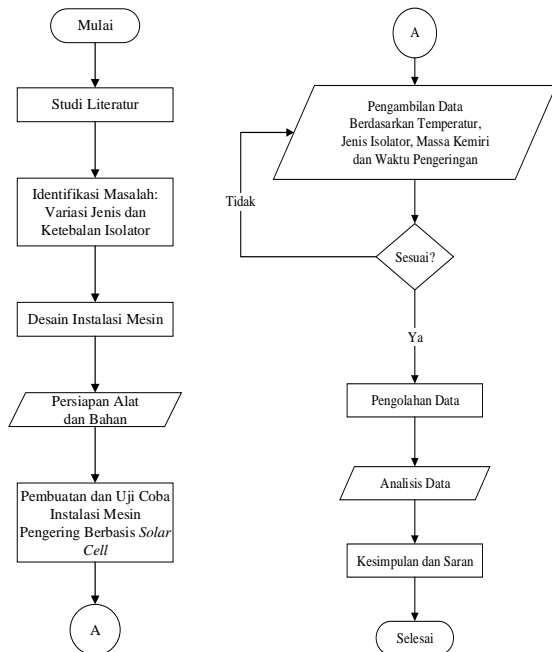 Mulai
Studi Literatur
Identifikasi Masalah:
Variasi Jenis dan
Ketebalan Isolator
Desain Instalasi Mesin
Persiapan Alat
dan Bahan
Pembuatan dan Uji Coba
Instalasi Mesin
Pengering Berbasis Solar
Cell
A
A
Pengambilan Data
Berdasarkan Temperatur,
Jenis Isolator, Massa Kemiri
dan Waktu Pengeringan
Tidak
Sesuai?
Ya
Pengolahan Data
Analisis Data
Kesimpulan dan Saran
Selesai